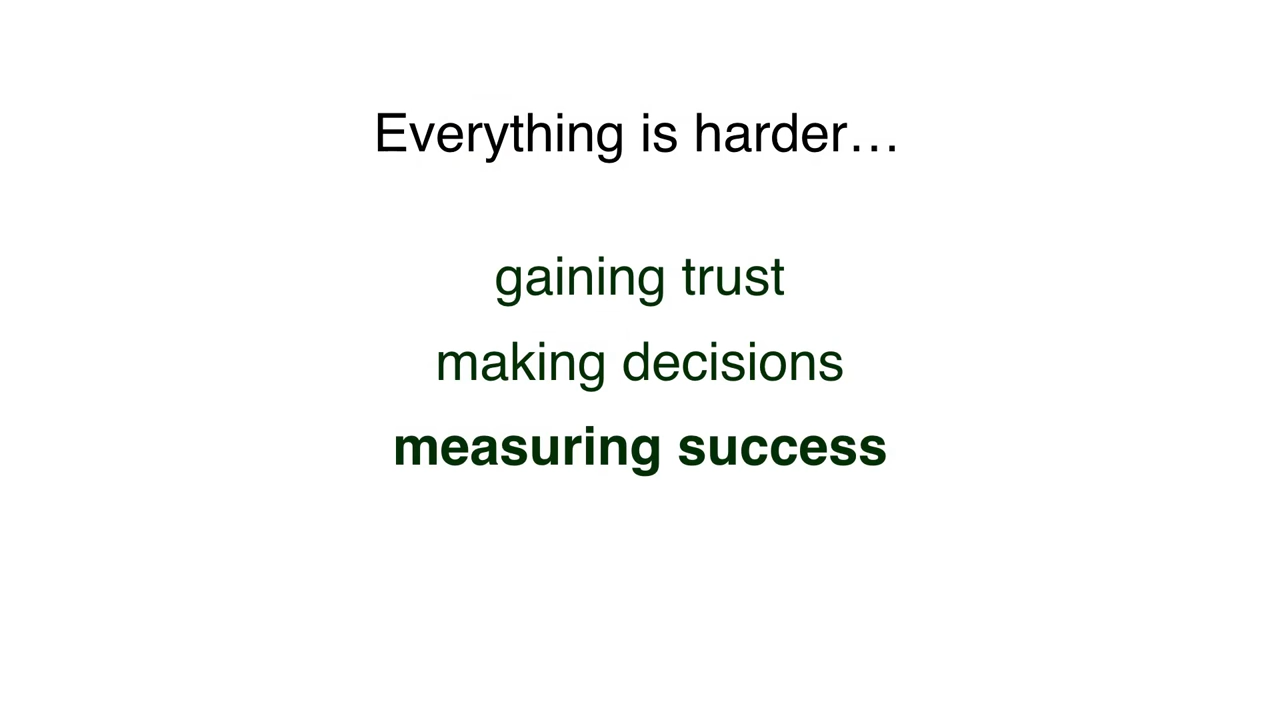 Everything is harder…
gaining trust
making decisions
measuring success